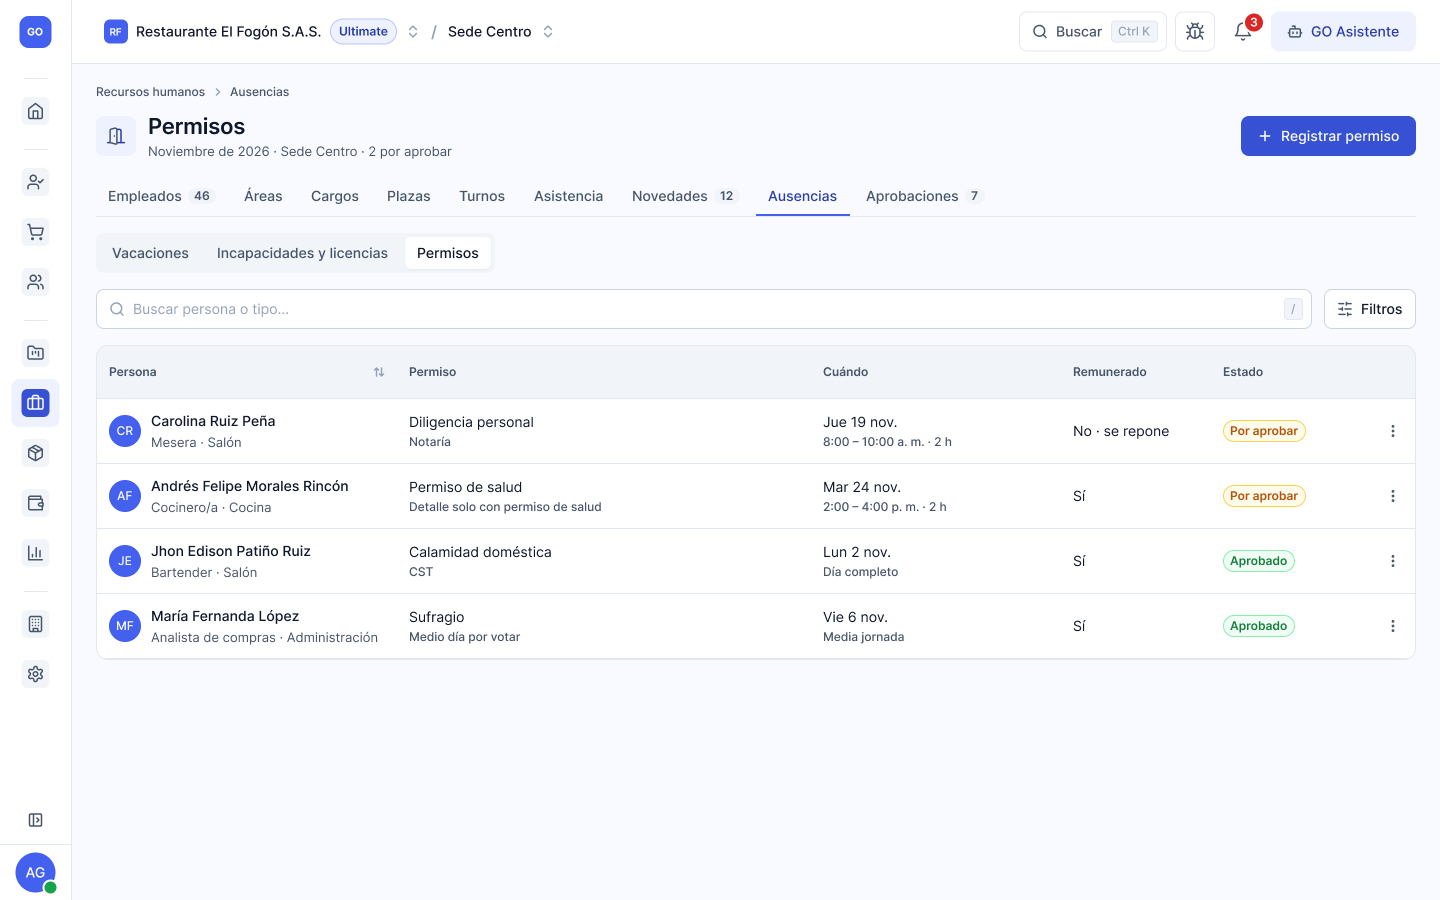 GO
RF Restaurante El Fogón S.A.S. Ultimate / Sede Centro
Buscar Ctrl K
3
GO Asistente
Recursos humanos > Ausencias
Permisos
Noviembre de 2026 · Sede Centro · 2 por aprobar
+ Registrar permiso
Empleados 46 Áreas Cargos Plazas Turnos Asistencia Novedades 12 Ausencias Aprobaciones 7
Vacaciones Incapacidades y licencias Permisos
Buscar persona o tipo... /
Filtros
Persona Permiso Cuándo Remunerado Estado
CR Carolina Ruiz Peña Diligencia personal Jue 19 nov. No · se repone Por aprobar
Mesera · Salón Notaría 8:00 – 10:00 a. m. · 2 h
AF Andrés Felipe Morales Rincón Permiso de salud Mar 24 nov. Sí Por aprobar
Cocinero/a · Cocina Detalle solo con permiso de salud 2:00 – 4:00 p. m. · 2 h
JE Jhon Edison Patiño Ruiz Calamidad doméstica Lun 2 nov. Sí Aprobado
Bartender · Salón CST Día completo
MF María Fernanda López Sufragio Vie 6 nov. Sí Aprobado
Analista de compras · Administración Medio día por votar Media jornada
AG